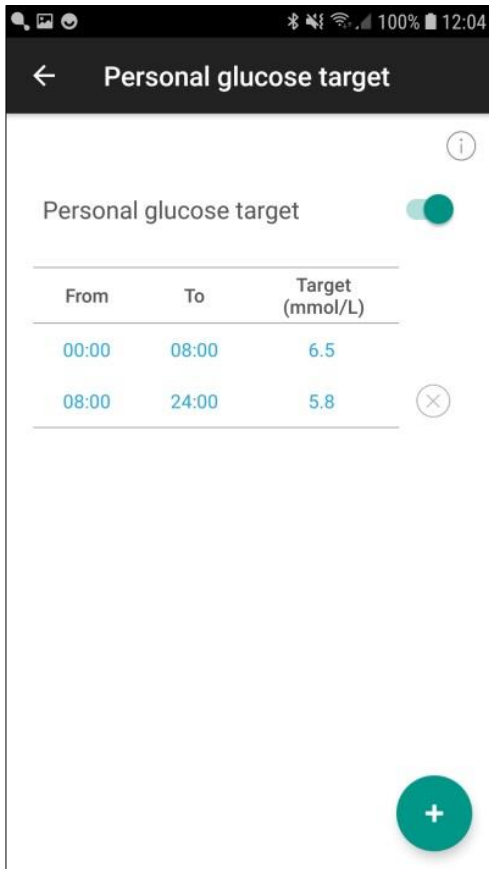 100% 12:04
Personal glucose target
Personal glucose target
From To Target
(mmol/L)
00:00 08:00 6.5
08:00 24:00 5.8